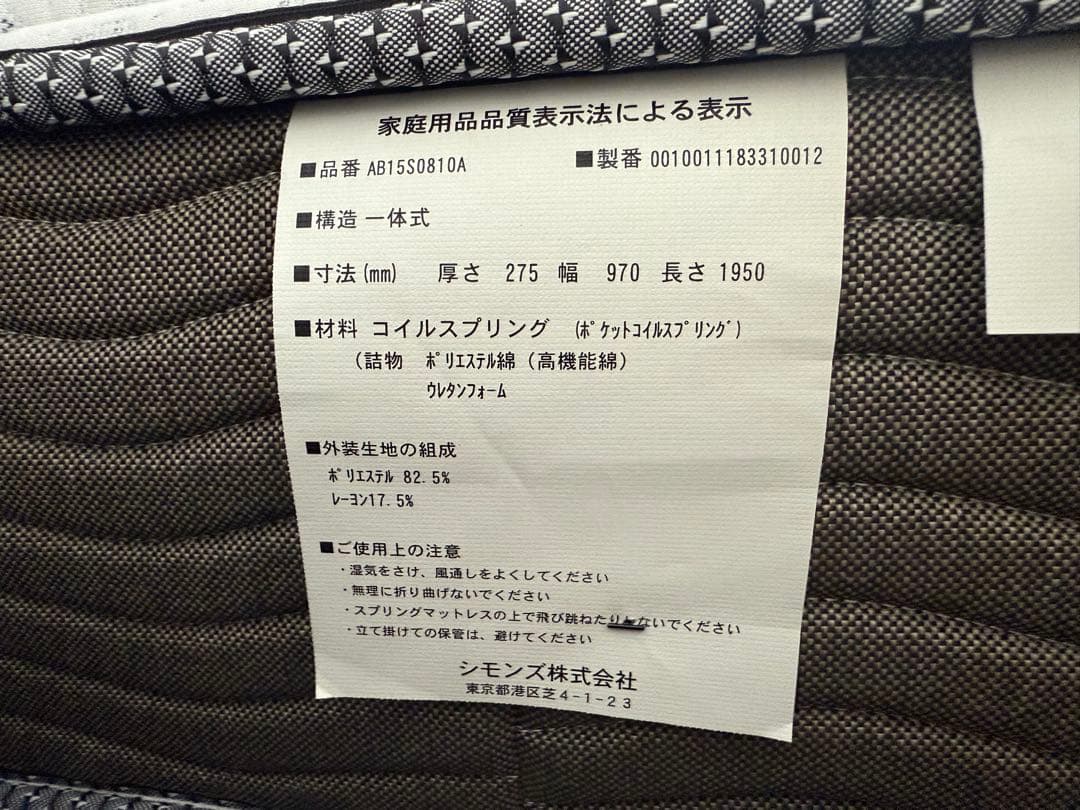 家庭用品品質表示法による表示
■品番 AB15S0810A ■製番 0010011183310012
■構造 一体式
■寸法(mm) 厚さ 275 幅 970 長さ 1950
■材料 コイルスプリング (ﾎﾟｹｯﾄｺｲﾙｽﾌﾟﾘﾝｸﾞ)
(詰物 ﾎﾟﾘｴｽﾃﾙ綿 (高機能綿)
ｳﾚﾀﾝﾌｫｰﾑ
■外装生地の組成
ﾎﾟﾘｴｽﾃﾙ 82.5%
ﾚｰﾖﾝ17.5%
■ご使用上の注意
・湿気をさけ、風通しをよくしてください
・無理に折り曲げないでください
・スプリングマットレスの上で飛び跳ねたりしないでください
・立て掛けての保管は、避けてください
シモンズ株式会社
東京都港区芝4-1-23